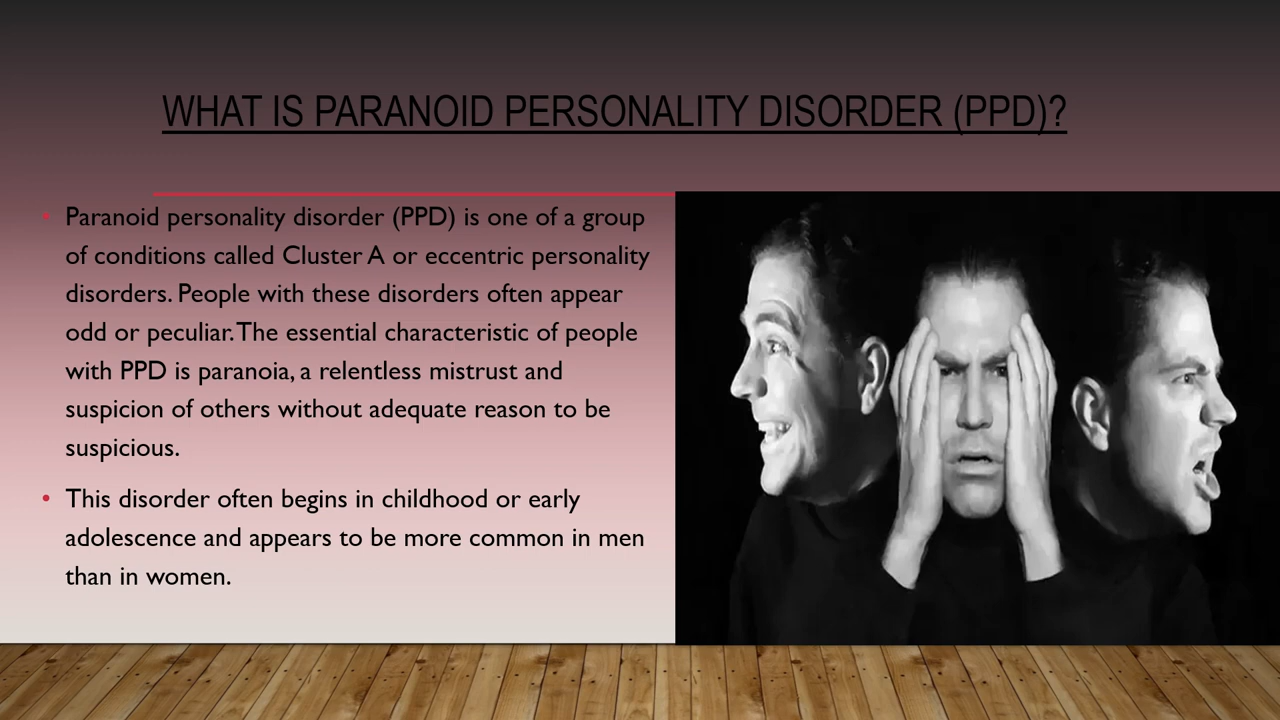 WHAT IS PARANOID PERSONALITY DISORDER (PPD)?
• Paranoid personality disorder (PPD) is one of a group
of conditions called Cluster A or eccentric personality
disorders. People with these disorders often appear
odd or peculiar. The essential characteristic of people
with PPD is paranoia, a relentless mistrust and
suspicion of others without adequate reason to be
suspicious.
• This disorder often begins in childhood or early
adolescence and appears to be more common in men
than in women.